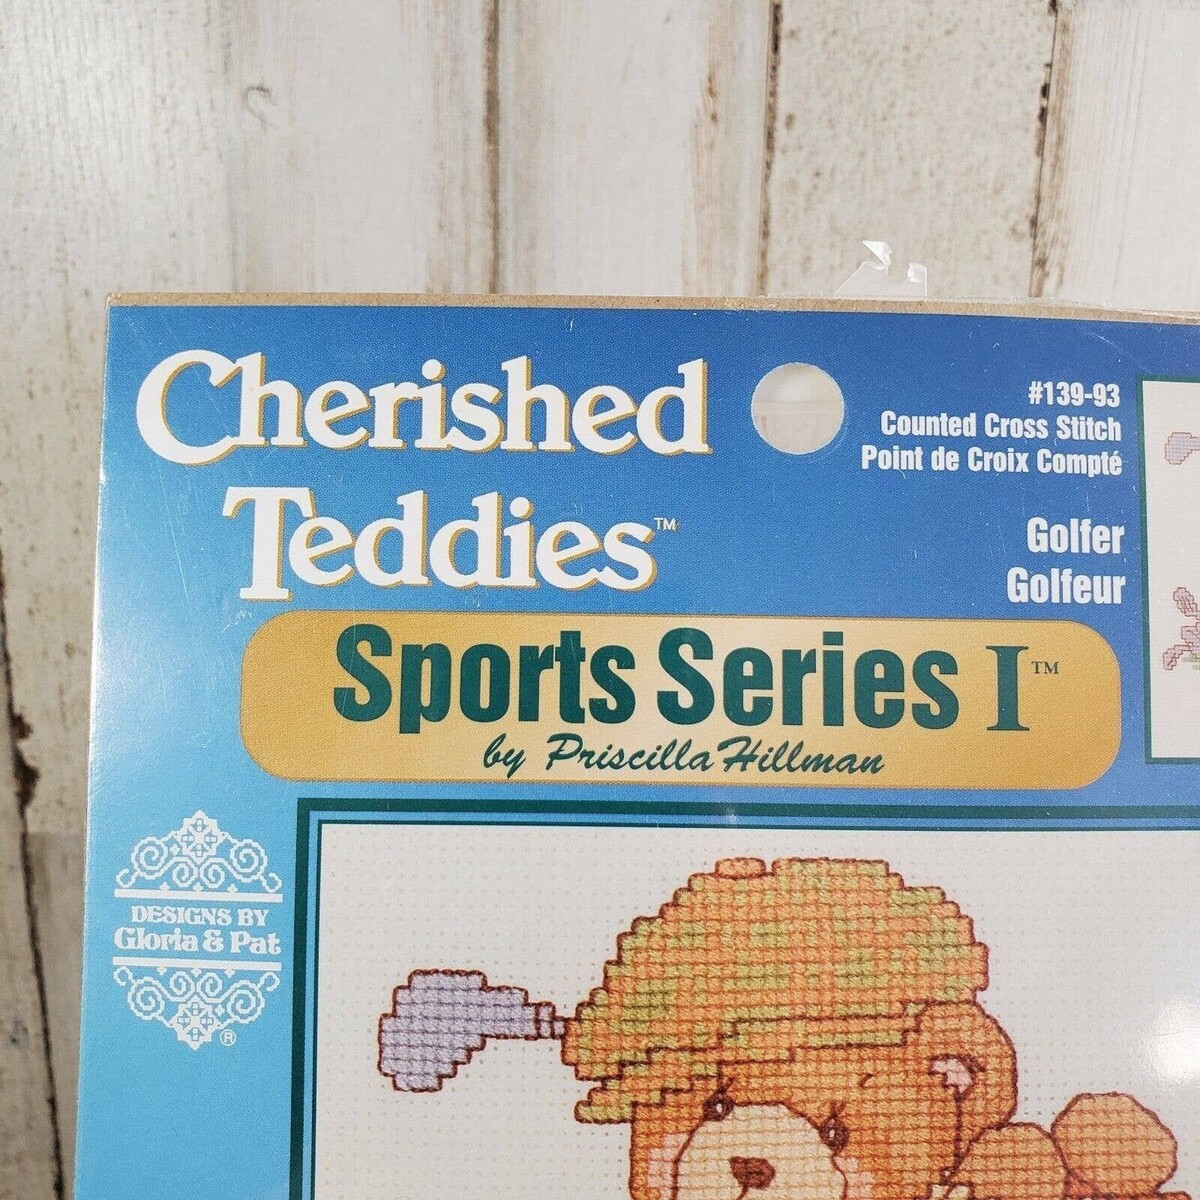 Cherished
Teddies™
#139-93
Counted Cross Stitch
Point de Croix Compté
Golfer
Golfeur
Sports Series I™
by Priscilla Hillman
DESIGNS BY
Gloria & Pat
®